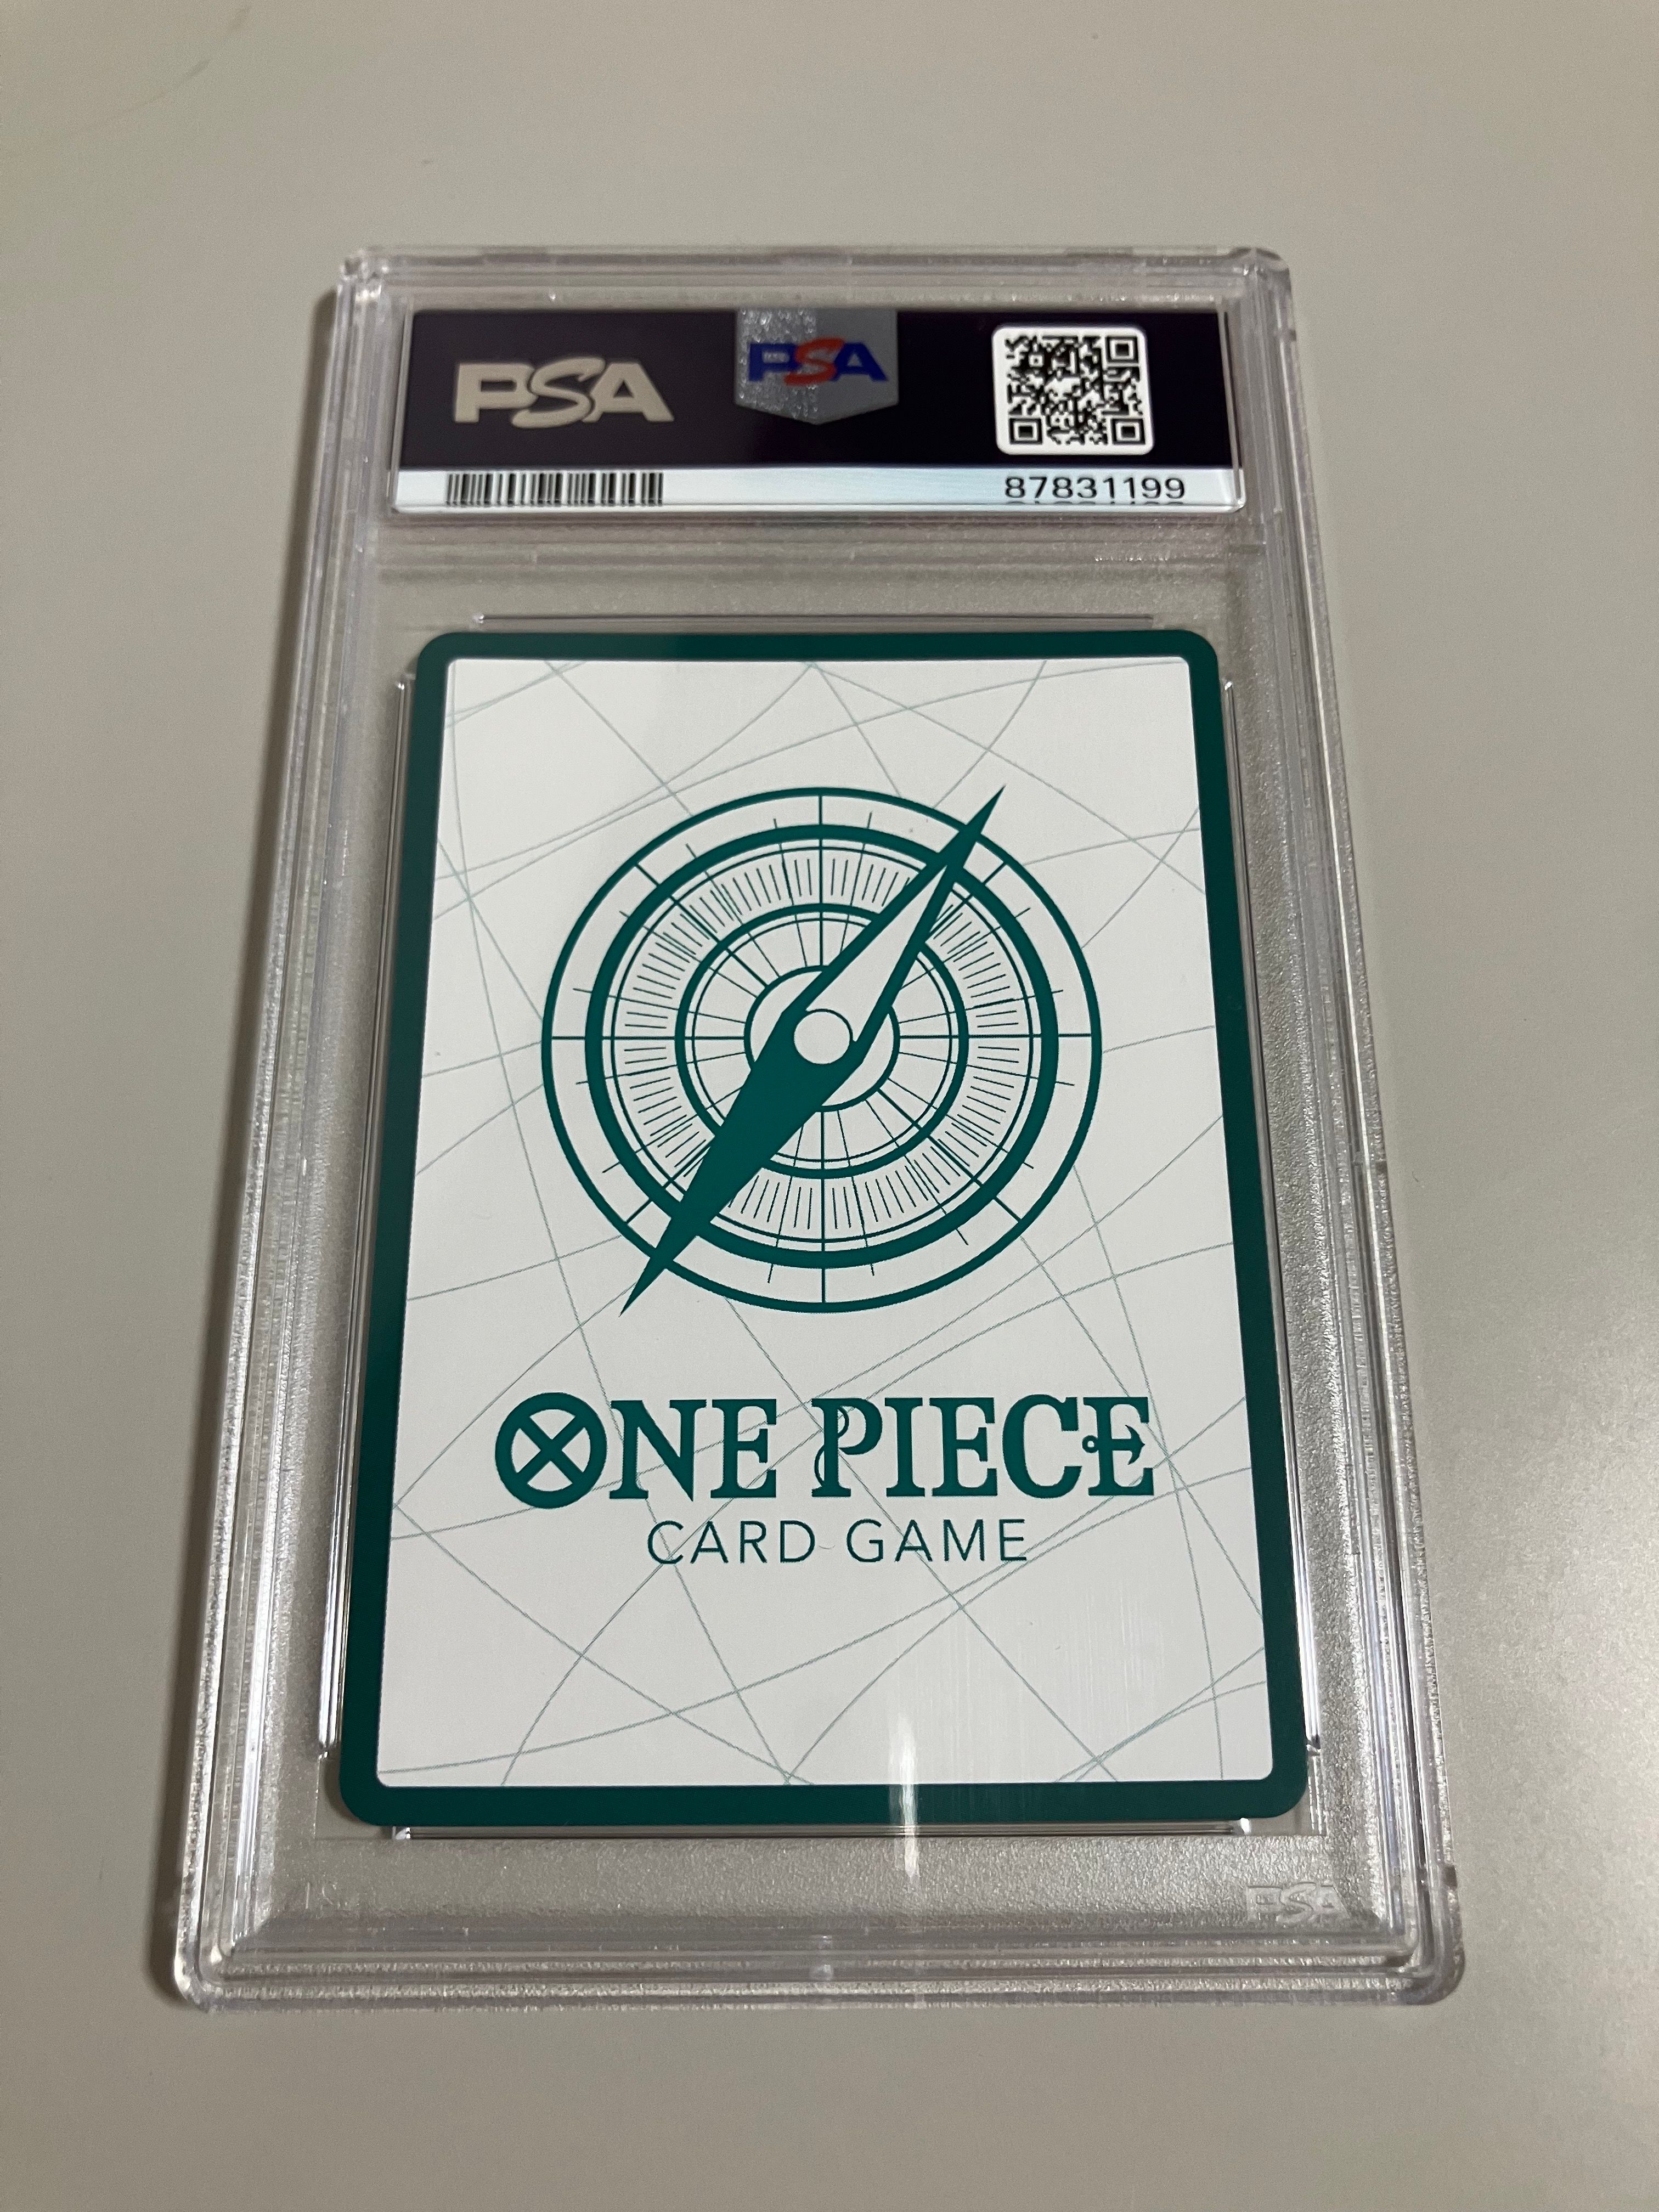 PSA
PSA
87831199
ONE PIECE
CARD GAME
PSA